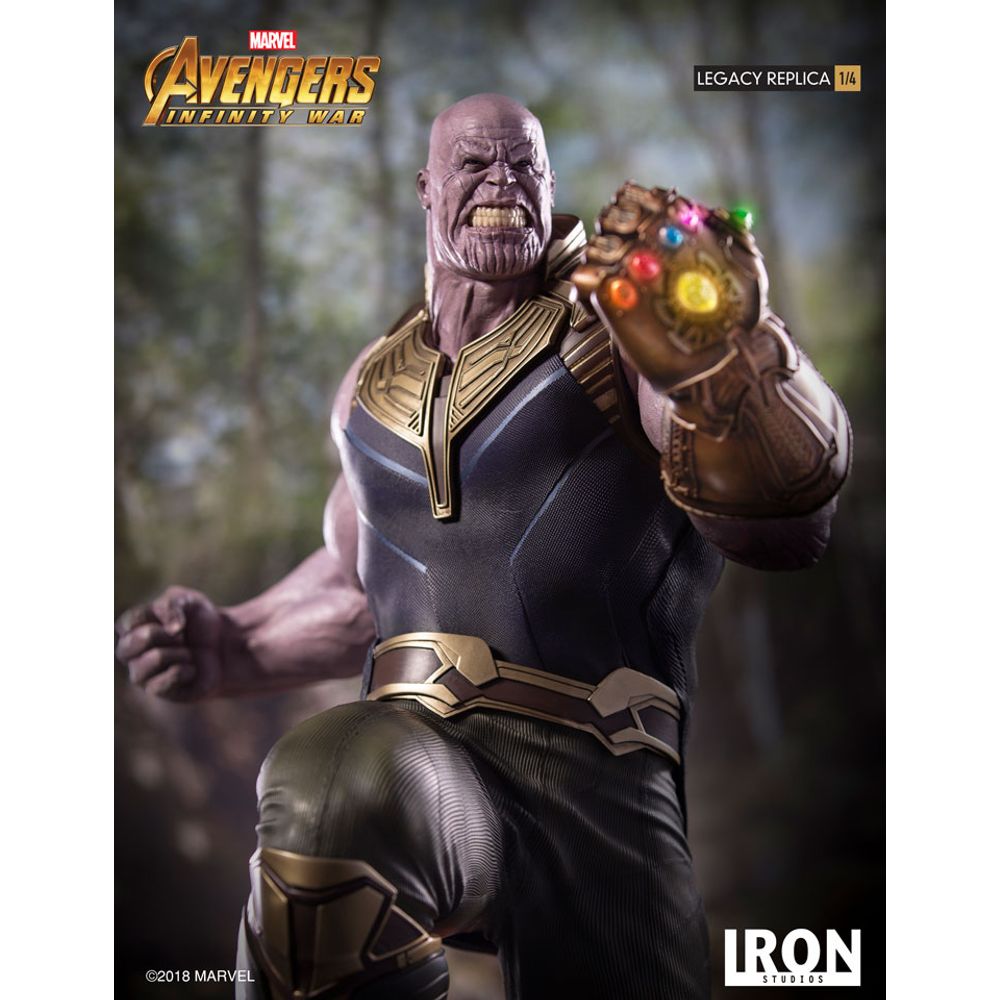 MARVEL
AVENGERS
INFINITY WAR
LEGACY REPLICA 1/4
©2018 MARVEL
IRON
STUDIOS